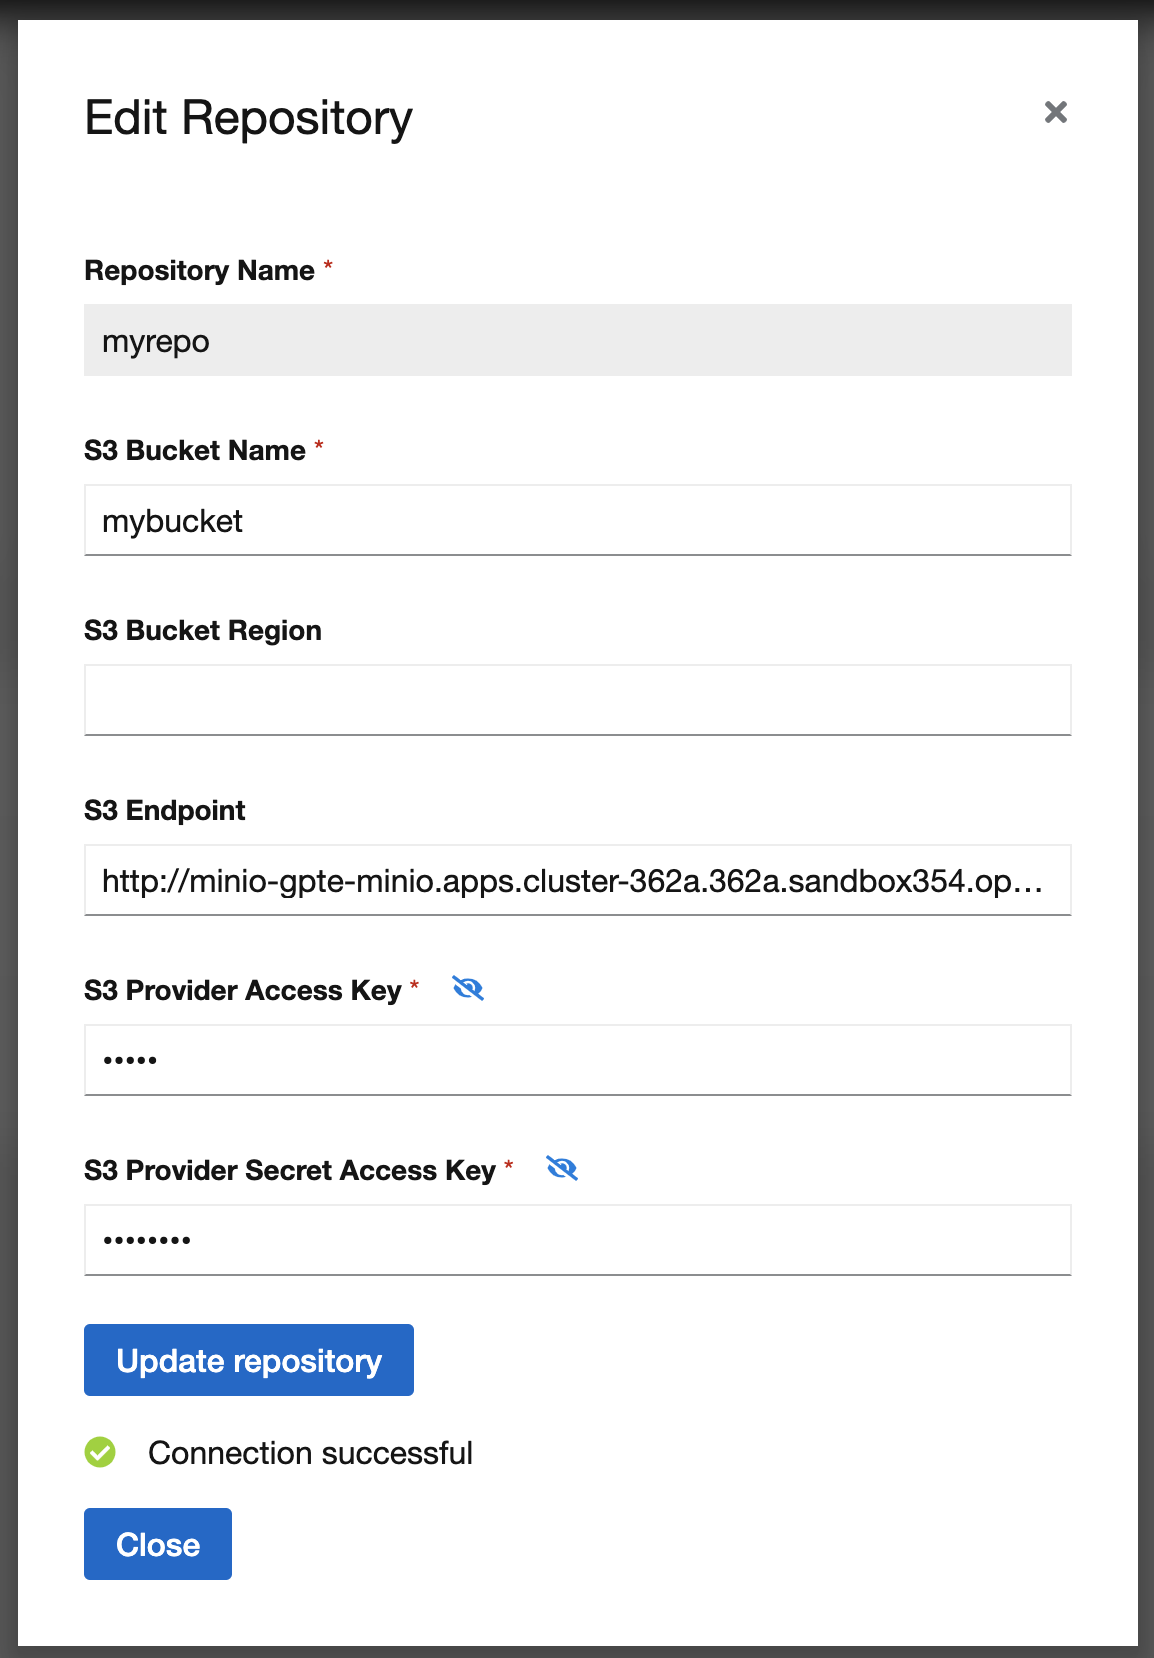 Edit Repository
Repository Name *
myrepo
S3 Bucket Name *
mybucket
S3 Bucket Region
S3 Endpoint
http://minio-gpte-minio.apps.cluster-362a.362a.sandbox354.op...
S3 Provider Access Key *
•••••
S3 Provider Secret Access Key *
••••••••
Update repository
Connection successful
Close